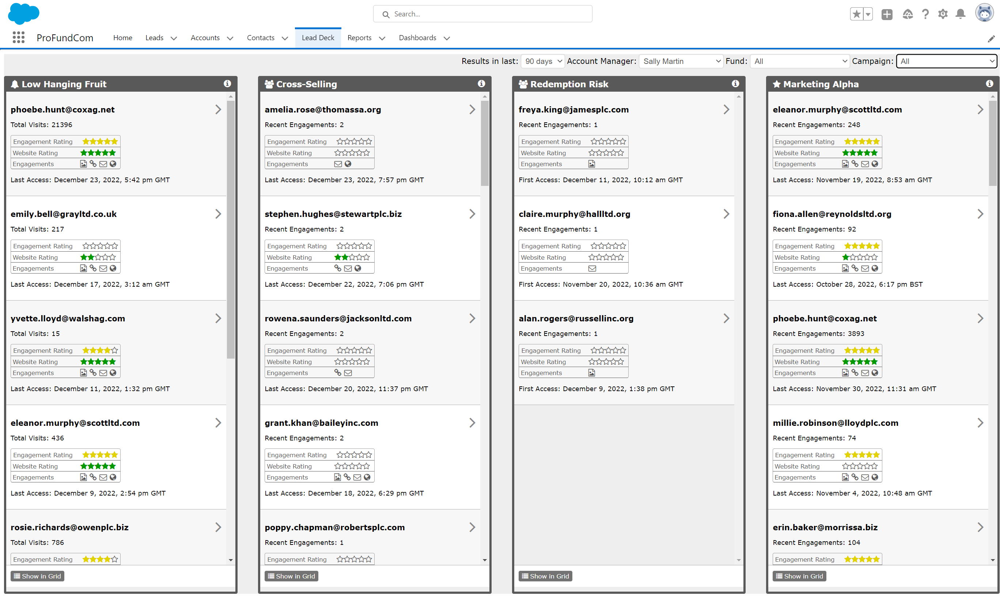 Search...
ProFundCom Home Leads Accounts Contacts Lead Deck Reports Dashboards
Results in last: 90 days Account Manager: Sally Martin Fund: All Campaign: All
Low Hanging Fruit
phoebe.hunt@coxag.net
Total Visits: 21396
Engagement Rating
Website Rating
Engagements
Last Access: December 23, 2022, 5:42 pm GMT
emily.bell@grayltd.co.uk
Total Visits: 217
Engagement Rating
Website Rating
Engagements
Last Access: December 17, 2022, 3:12 am GMT
yvette.lloyd@walshag.com
Total Visits: 15
Engagement Rating
Website Rating
Engagements
Last Access: December 11, 2022, 1:32 pm GMT
eleanor.murphy@scottltd.com
Total Visits: 436
Engagement Rating
Website Rating
Engagements
Last Access: December 9, 2022, 2:54 pm GMT
rosie.richards@owenplc.biz
Total Visits: 786
Engagement Rating
Show in Grid
Cross-Selling
amelia.rose@thomassa.org
Recent Engagements: 2
Engagement Rating
Website Rating
Engagements
Last Access: December 23, 2022, 7:57 pm GMT
stephen.hughes@stewartplc.biz
Recent Engagements: 2
Engagement Rating
Website Rating
Engagements
Last Access: December 22, 2022, 7:06 pm GMT
rowena.saunders@jacksonltd.com
Recent Engagements: 2
Engagement Rating
Website Rating
Engagements
Last Access: December 20, 2022, 11:37 pm GMT
grant.khan@baileyinc.com
Recent Engagements: 2
Engagement Rating
Website Rating
Engagements
Last Access: December 18, 2022, 6:29 pm GMT
poppy.chapman@robertsplc.com
Recent Engagements: 1
Engagement Rating
Show in Grid
Redemption Risk
freya.king@jamesplc.com
Recent Engagements: 1
Engagement Rating
Website Rating
Engagements
First Access: December 11, 2022, 10:12 am GMT
claire.murphy@hallltd.org
Recent Engagements: 1
Engagement Rating
Website Rating
Engagements
First Access: November 20, 2022, 10:36 am GMT
alan.rogers@russellinc.org
Recent Engagements: 1
Engagement Rating
Website Rating
Engagements
First Access: December 9, 2022, 1:38 pm GMT
Show in Grid
Marketing Alpha
eleanor.murphy@scottltd.com
Recent Engagements: 248
Engagement Rating
Website Rating
Engagements
Last Access: November 19, 2022, 8:53 am GMT
fiona.allen@reynoldsltd.org
Recent Engagements: 92
Engagement Rating
Website Rating
Engagements
Last Access: October 28, 2022, 6:17 pm BST
phoebe.hunt@coxag.net
Recent Engagements: 3893
Engagement Rating
Website Rating
Engagements
Last Access: November 30, 2022, 11:31 am GMT
millie.robinson@lloydplc.com
Recent Engagements: 74
Engagement Rating
Website Rating
Engagements
Last Access: November 4, 2022, 10:48 am GMT
erin.baker@morrissa.biz
Recent Engagements: 104
Engagement Rating
Show in Grid